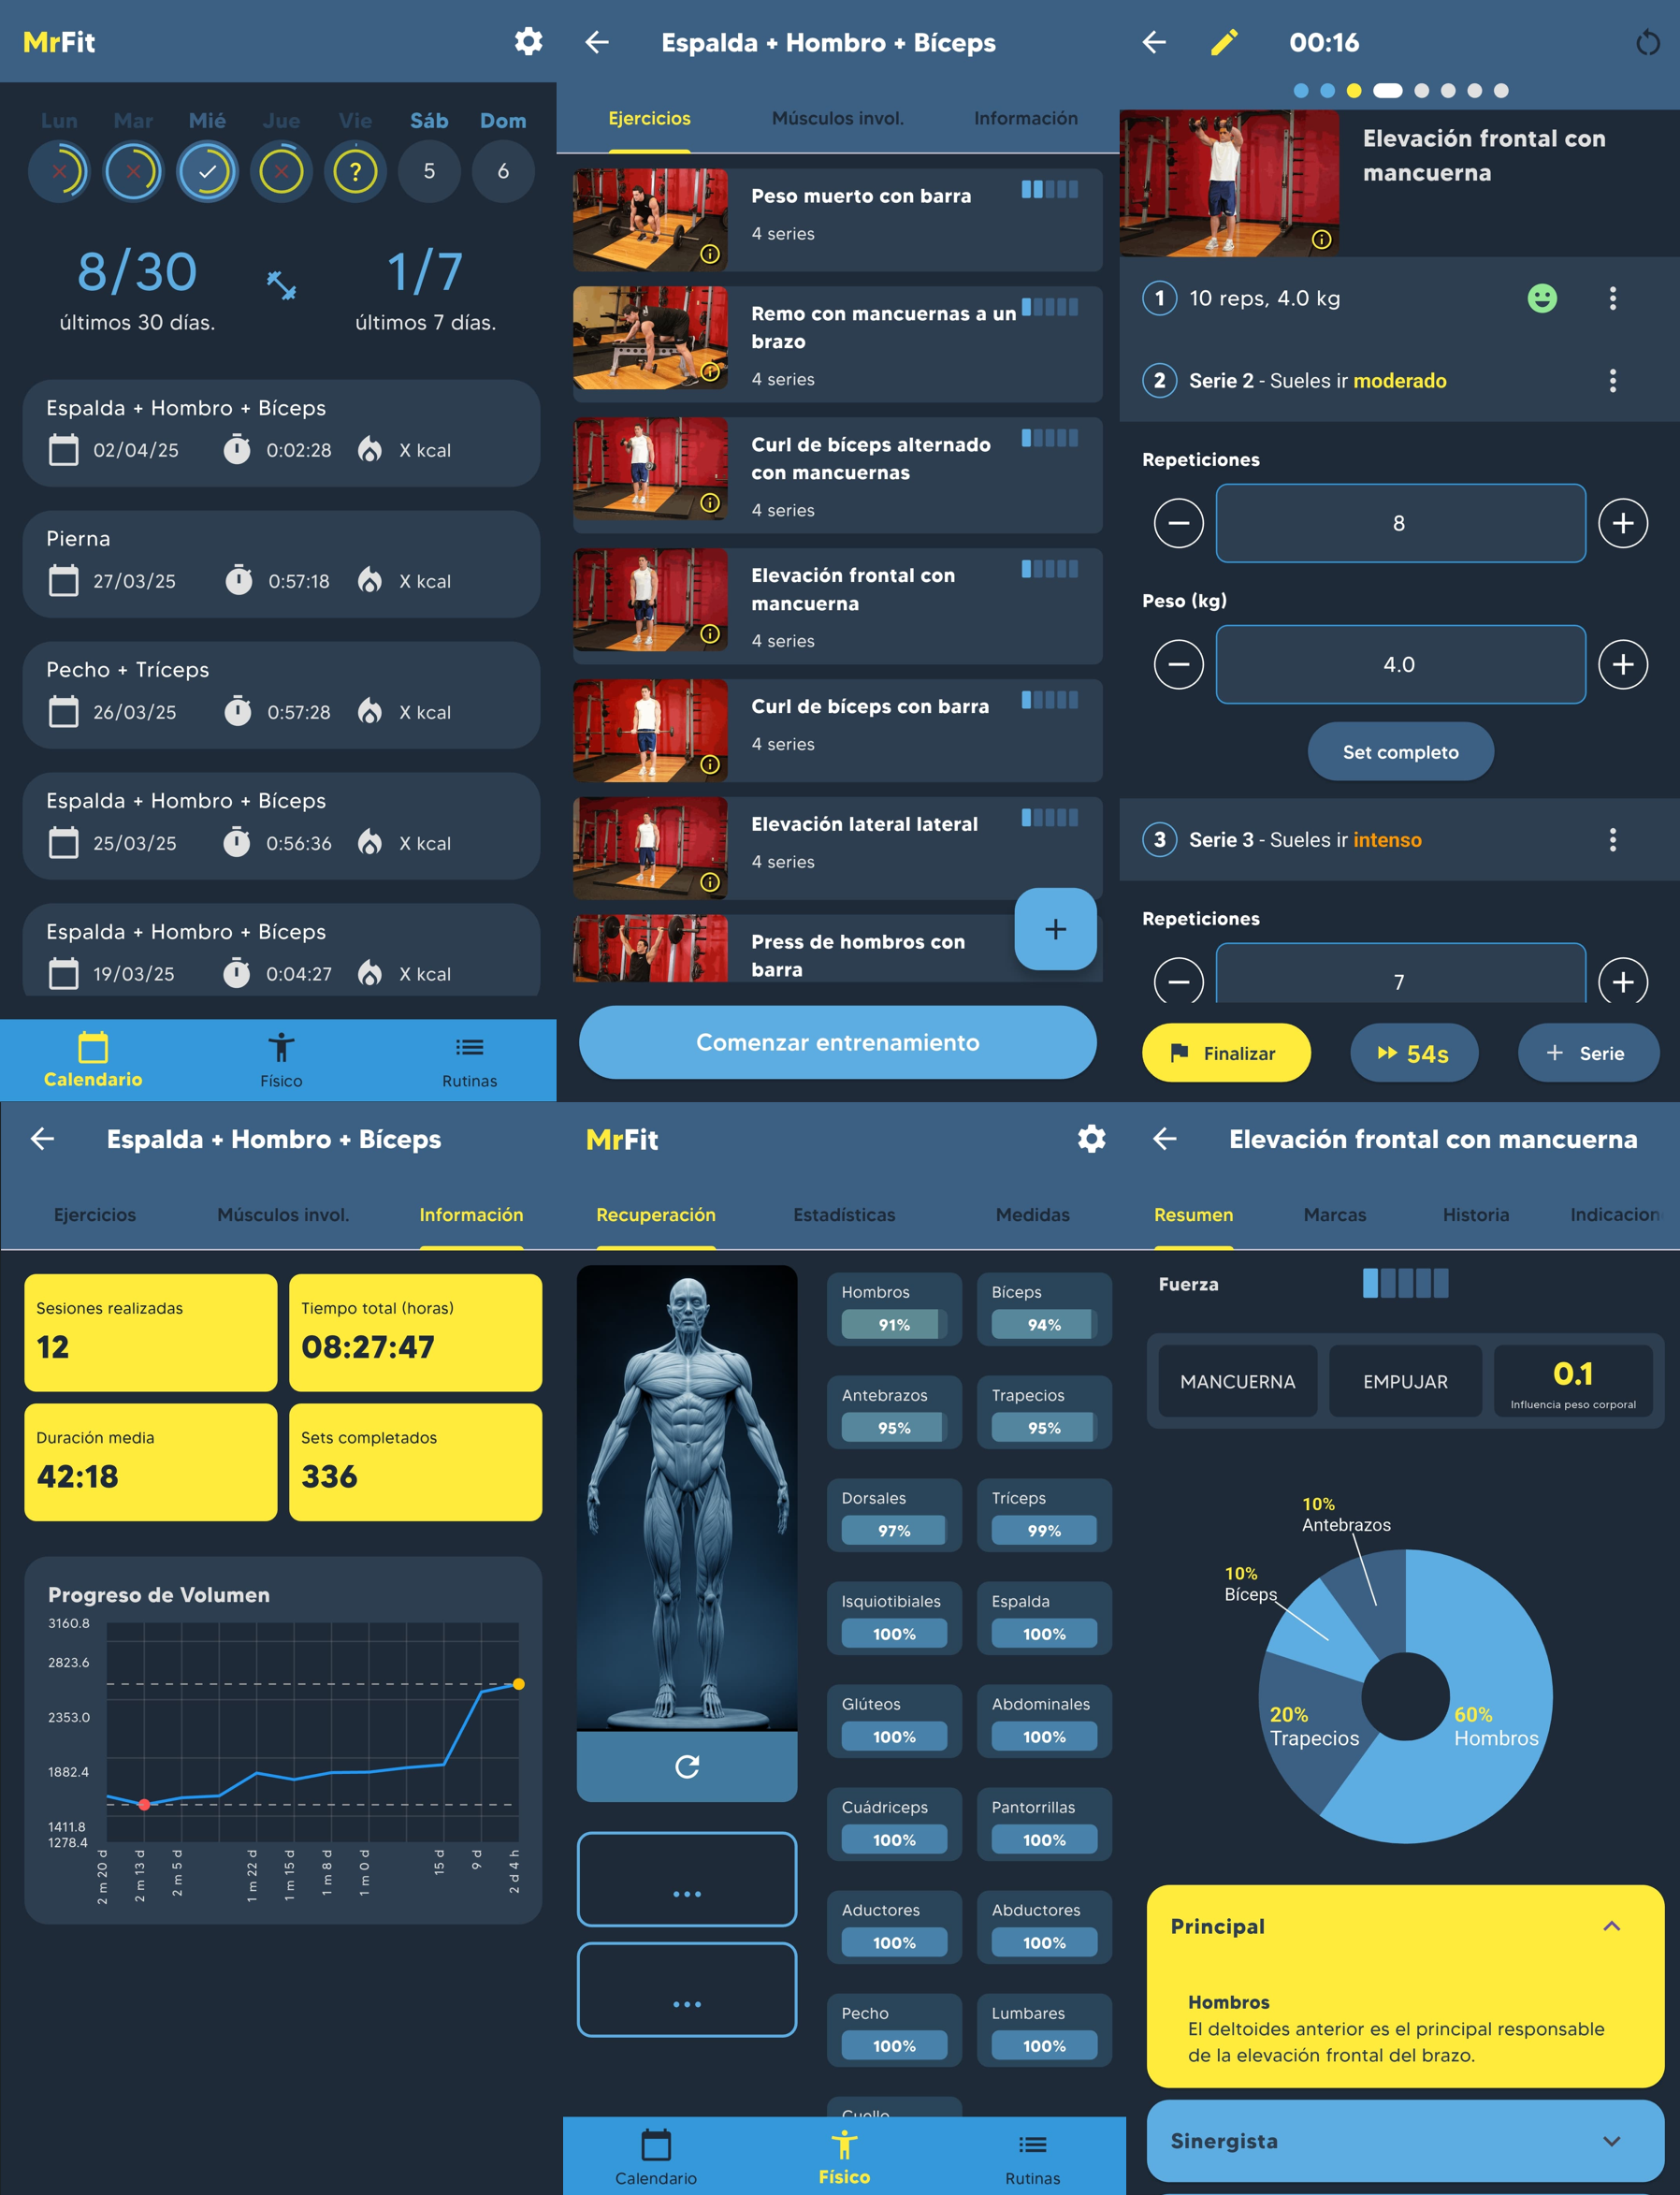 MrFit
Lun Mar Mié Jue Vie Sáb Dom
? 5 6
8/30 1/7
últimos 30 días. últimos 7 días.
Espalda + Hombro + Bíceps
02/04/25 0:02:28 X kcal
Pierna
27/03/25 0:57:18 X kcal
Pecho + Tríceps
26/03/25 0:57:28 X kcal
Espalda + Hombro + Bíceps
25/03/25 0:56:36 X kcal
Espalda + Hombro + Bíceps
19/03/25 0:04:27 X kcal
Calendario Físico Rutinas
Espalda + Hombro + Bíceps
Ejercicios Músculos invol. Información
Peso muerto con barra
4 series
Remo con mancuernas a un
brazo
4 series
Curl de bíceps alternado
con mancuernas
4 series
Elevación frontal con
mancuerna
4 series
Curl de bíceps con barra
4 series
Elevación lateral lateral
4 series
Press de hombros con
barra
+
Comenzar entrenamiento
00:16
Elevación frontal con
mancuerna
1 10 reps, 4.0 kg
2 Serie 2 - Sueles ir moderado
Repeticiones
8
Peso (kg)
4.0
Set completo
3 Serie 3 - Sueles ir intenso
Repeticiones
7
Finalizar 54s + Serie
Espalda + Hombro + Bíceps
Ejercicios Músculos invol. Información
Sesiones realizadas
12
Tiempo total (horas)
08:27:47
Duración media
42:18
Sets completados
336
Progreso de Volumen
3160.8
2823.6
2353.0
1882.4
1411.8
1278.4
2 m 20 d
2 m 13 d
2 m 5 d
1 m 22 d
1 m 15 d
1 m 8 d
1 m 0 d
15 d
9 d
2 d 4 h
MrFit
Recuperación Estadísticas Medidas
Hombros Bíceps
91% 94%
Antebrazos Trapecios
95% 95%
Dorsales Tríceps
97% 99%
Isquiotibiales Espalda
100% 100%
Glúteos Abdominales
100% 100%
Cuádriceps Pantorrillas
100% 100%
Aductores Abductores
100% 100%
Pecho Lumbares
100% 100%
Cuello
...
...
Calendario Físico Rutinas
Elevación frontal con mancuerna
Resumen Marcas Historia Indicacion
Fuerza
MANCUERNA EMPUJAR 0.1
Influencia peso corporal
10%
Antebrazos
10%
Bíceps
20%
Trapecios
60%
Hombros
Principal
Hombros
El deltoides anterior es el principal responsable
de la elevación frontal del brazo.
Sinergista